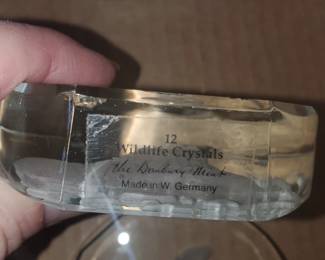 12
Wildlife Crystals
The Danbury Mint
Made in W. Germany